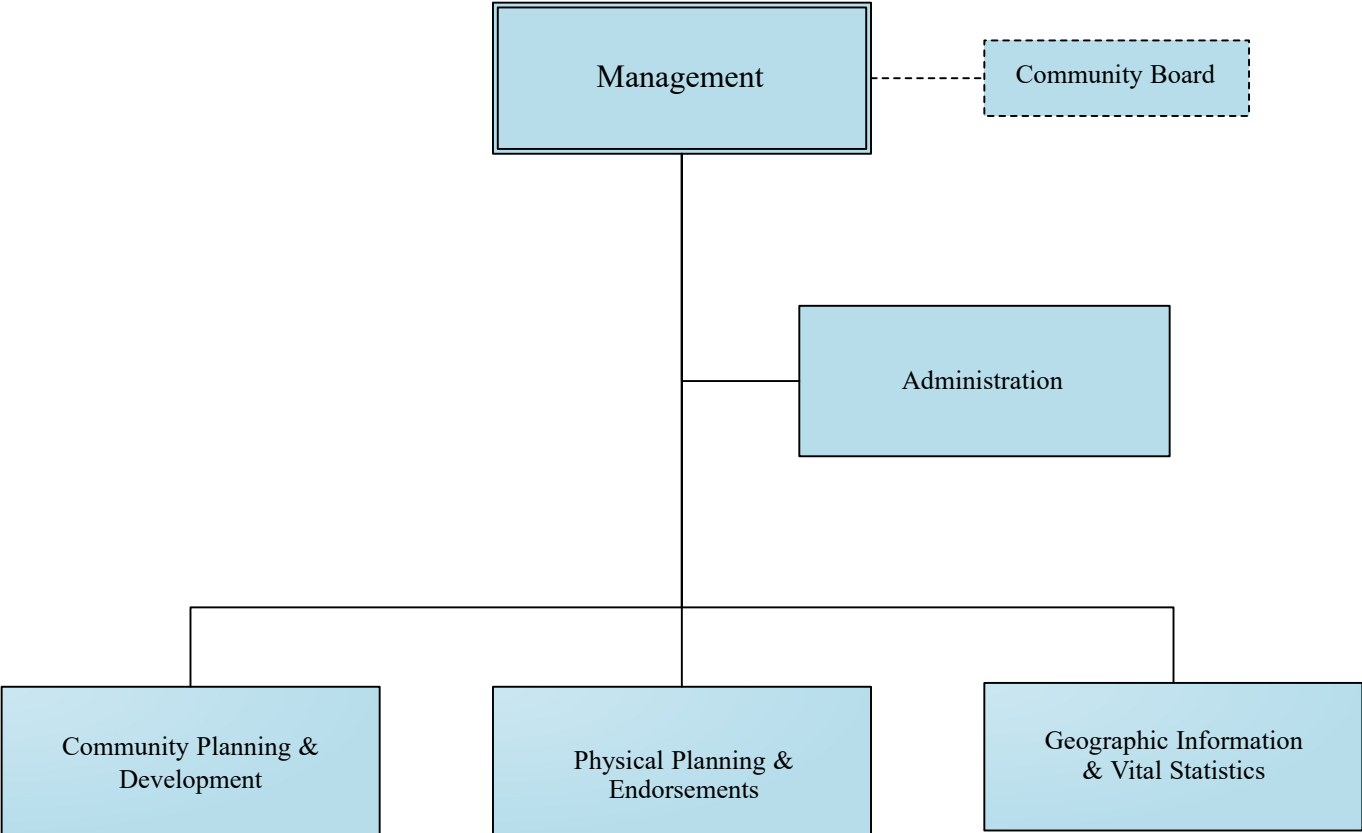 Management
Community Board
Administration
Community Planning &
Development
Physical Planning &
Endorsements
Geographic Information
& Vital Statistics